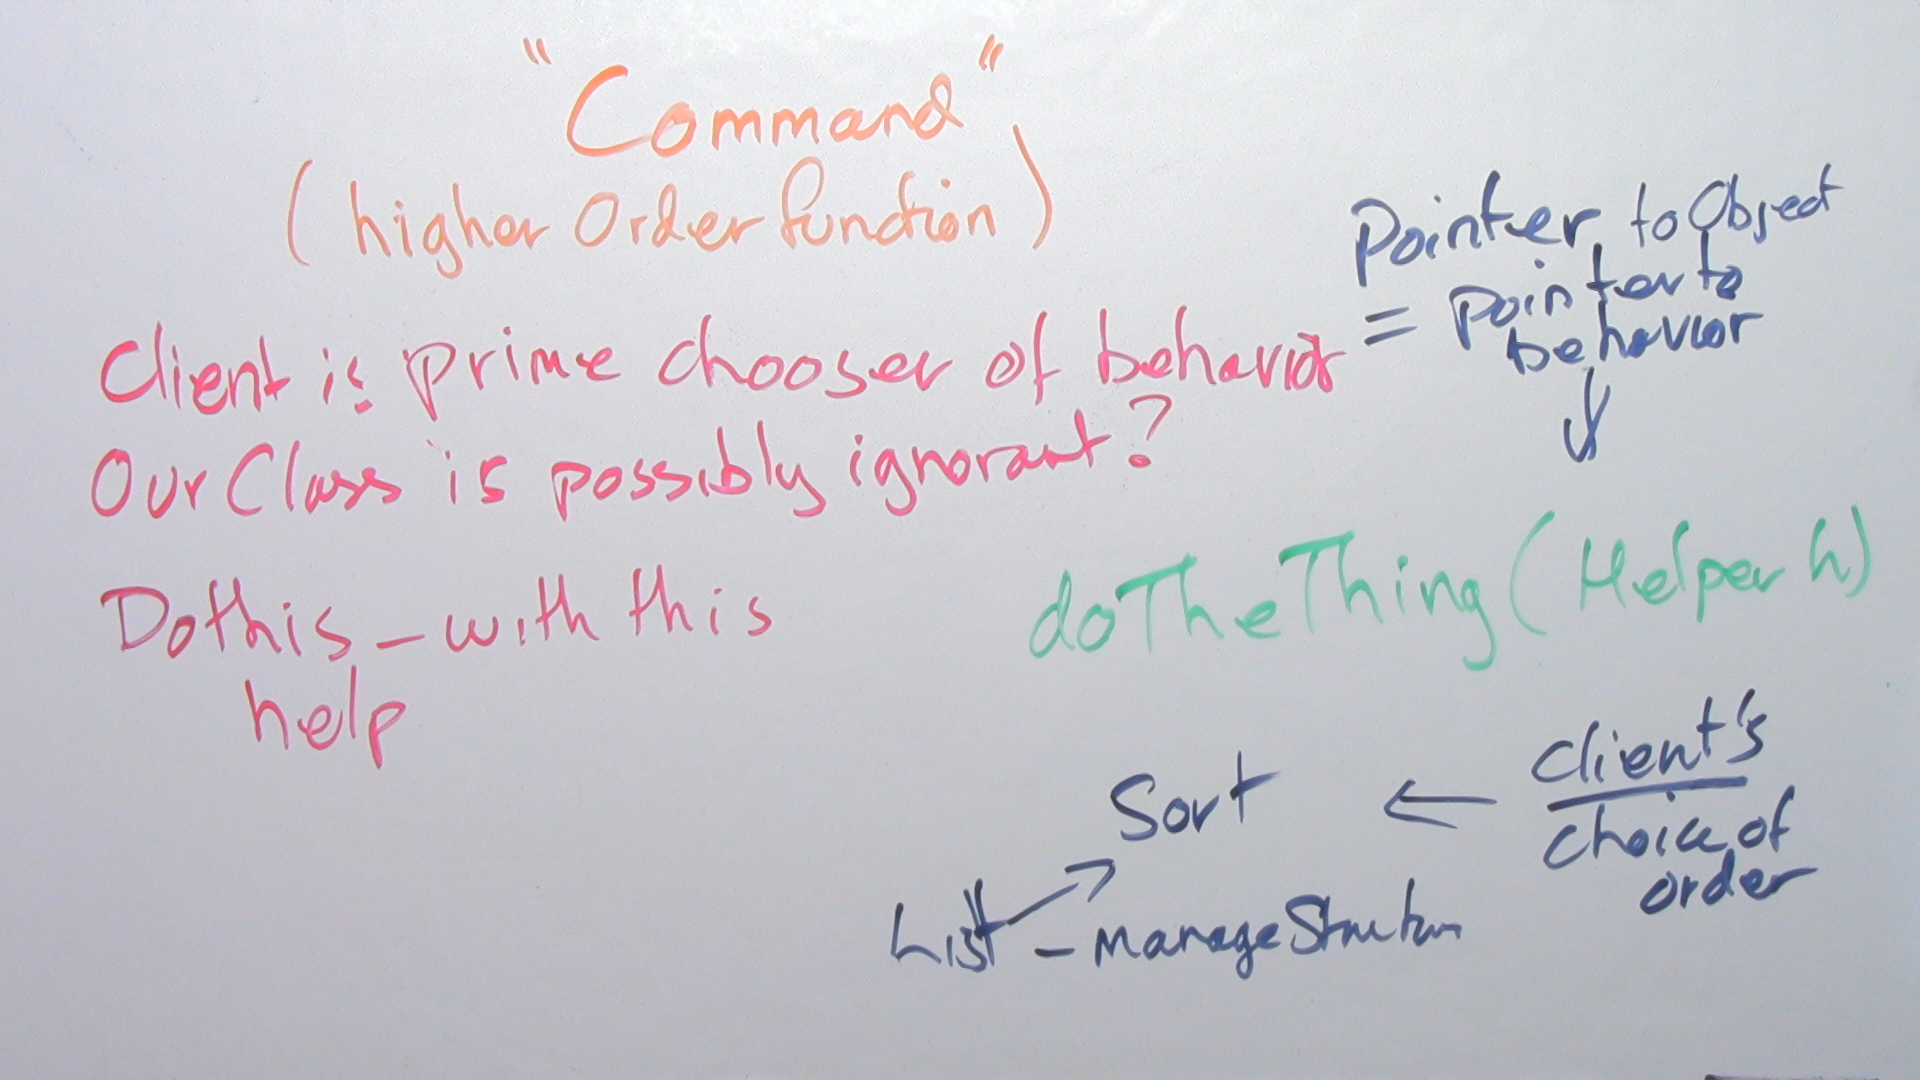 "Command"
(higher Order function)
Pointer to Object
= pointer to
behavior
Client is prime chooser of behavior
Our Class is possibly ignorant?
doTheThing(Helper h)
Do this - with this
help
Sort
client's
choice of
order
List - manage Structure